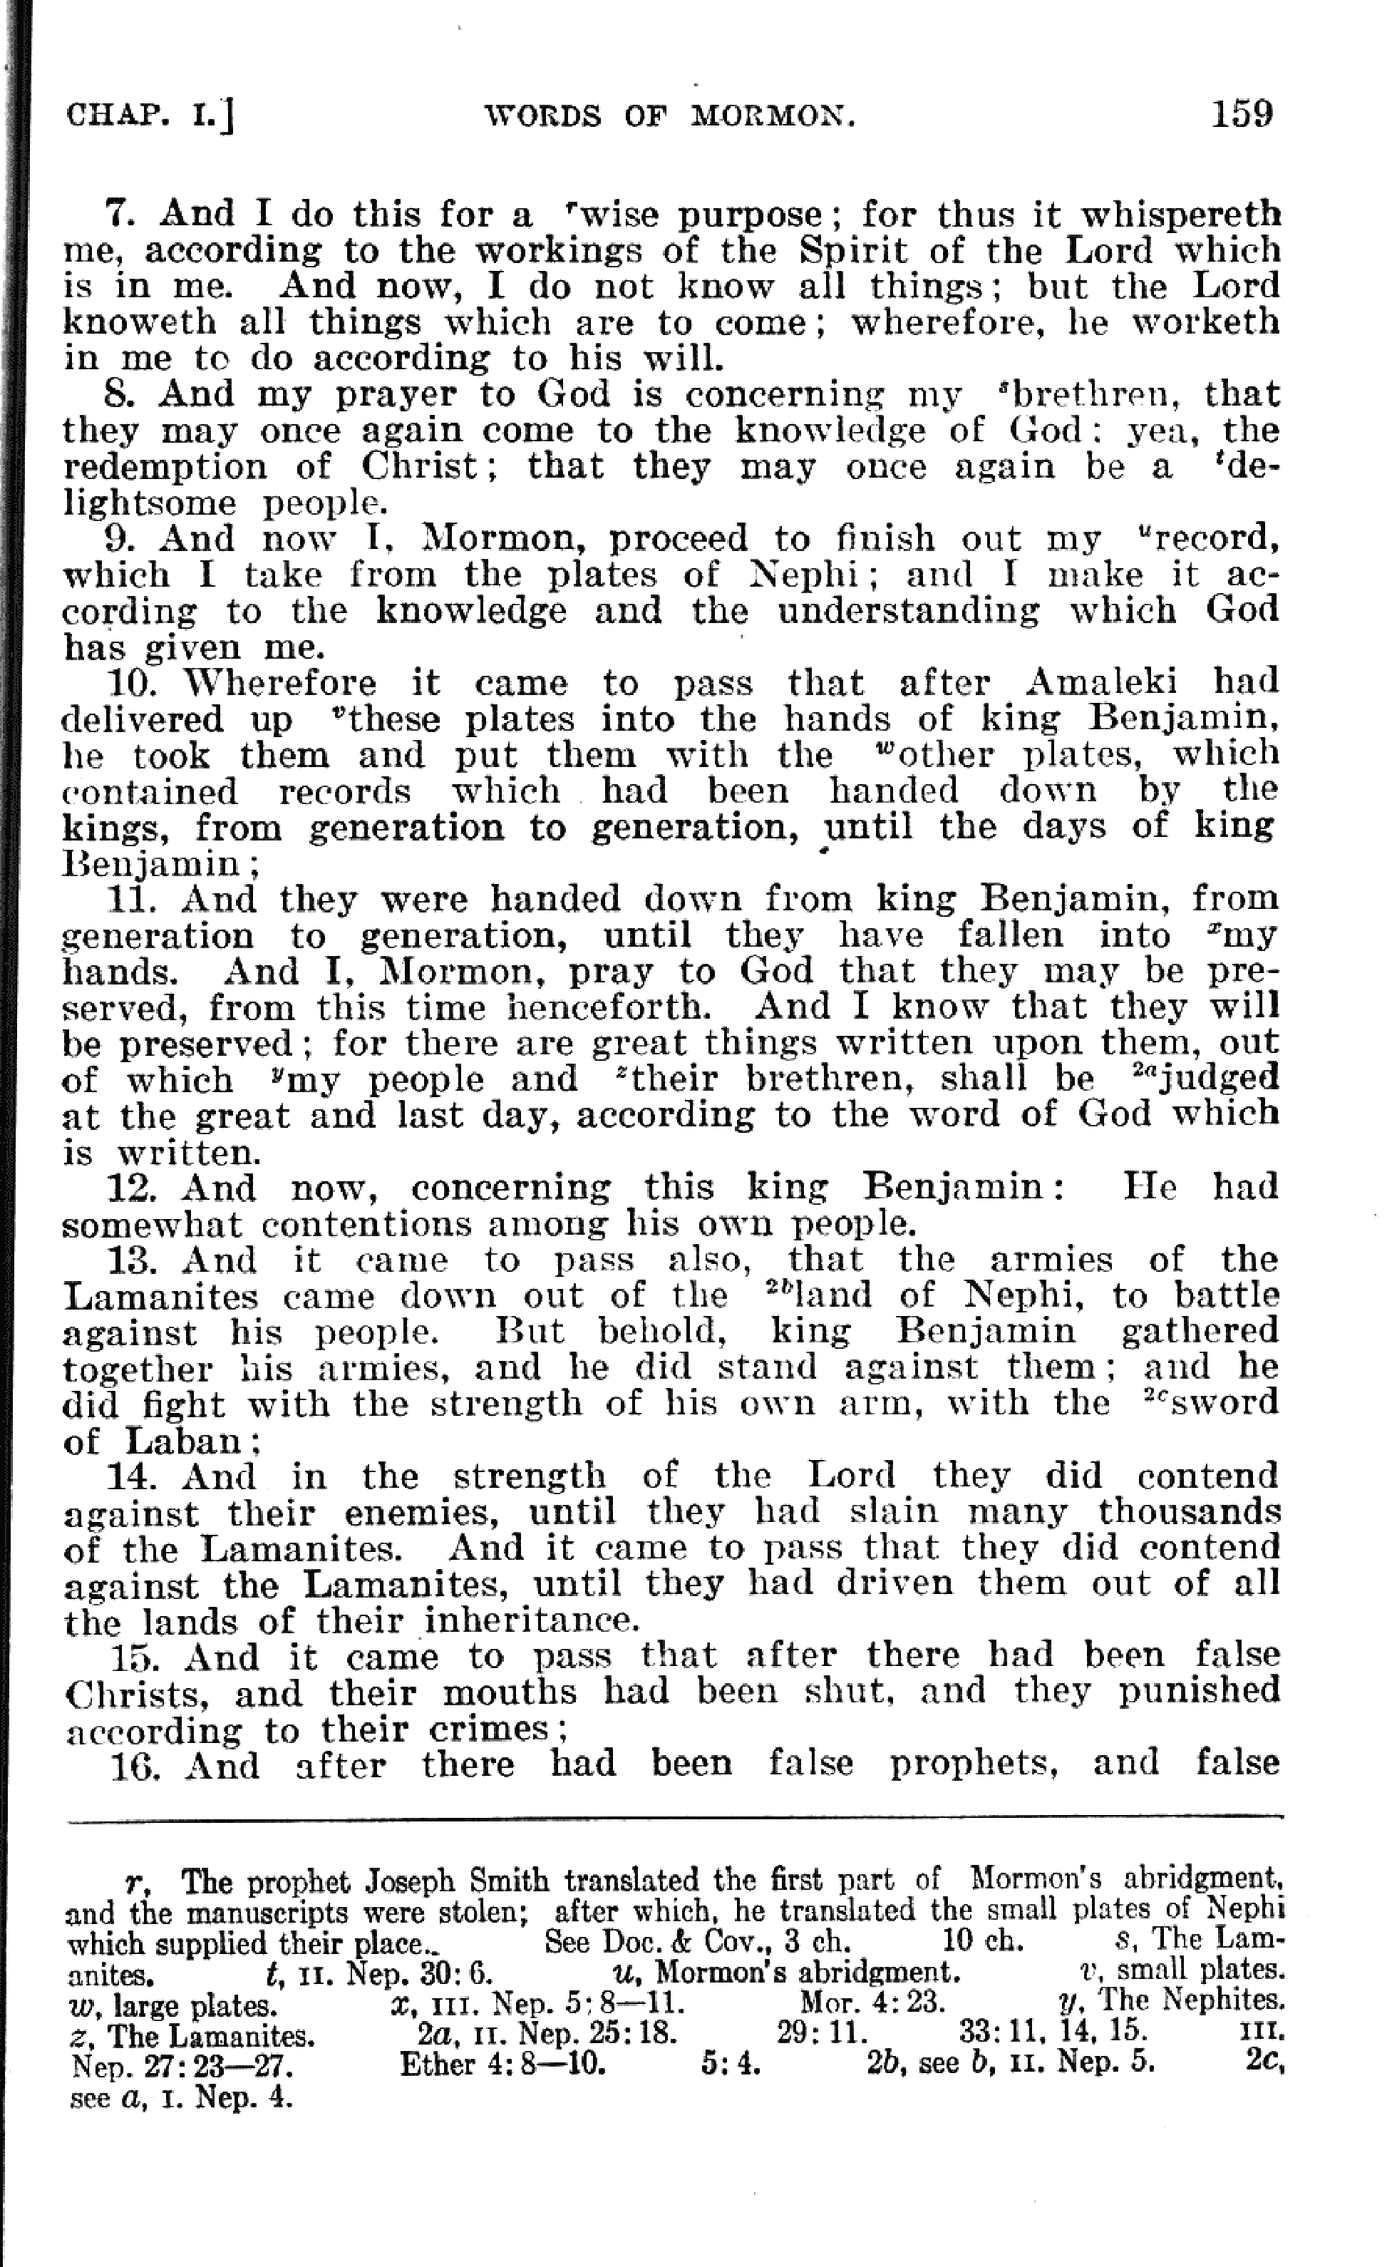 CHAP. I.] WORDS OF MORMON. 159
7. And I do this for a ʳwise purpose; for thus it whispereth
me, according to the workings of the Spirit of the Lord which
is in me. And now, I do not know all things; but the Lord
knoweth all things which are to come; wherefore, he worketh
in me to do according to his will.
8. And my prayer to God is concerning my ˢbrethren, that
they may once again come to the knowledge of God: yea, the
redemption of Christ; that they may once again be a ᵗde-
lightsome people.
9. And now I, Mormon, proceed to finish out my ᵘrecord,
which I take from the plates of Nephi; and I make it ac-
cording to the knowledge and the understanding which God
has given me.
10. Wherefore it came to pass that after Amaleki had
delivered up ᵛthese plates into the hands of king Benjamin,
he took them and put them with the ʷother plates, which
contained records which had been handed down by the
kings, from generation to generation, until the days of king
Benjamin;
11. And they were handed down from king Benjamin, from
generation to generation, until they have fallen into ˣmy
hands. And I, Mormon, pray to God that they may be pre-
served, from this time henceforth. And I know that they will
be preserved; for there are great things written upon them, out
of which ʸmy people and ᶻtheir brethren, shall be ²ᵃjudged
at the great and last day, according to the word of God which
is written.
12. And now, concerning this king Benjamin: He had
somewhat contentions among his own people.
13. And it came to pass also, that the armies of the
Lamanites came down out of the ²ᵇland of Nephi, to battle
against his people. But behold, king Benjamin gathered
together his armies, and he did stand against them; and he
did fight with the strength of his own arm, with the ²ᶜsword
of Laban;
14. And in the strength of the Lord they did contend
against their enemies, until they had slain many thousands
of the Lamanites. And it came to pass that they did contend
against the Lamanites, until they had driven them out of all
the lands of their inheritance.
15. And it came to pass that after there had been false
Christs, and their mouths had been shut, and they punished
according to their crimes;
16. And after there had been false prophets, and false
r, The prophet Joseph Smith translated the first part of Mormon's abridgment,
and the manuscripts were stolen; after which, he translated the small plates of Nephi
which supplied their place.. See Doc. & Cov., 3 ch. 10 ch. s, The Lam-
anites. t, II. Nep. 30: 6. u, Mormon's abridgment. v, small plates.
w, large plates. x, III. Nep. 5: 8—11. Mor. 4: 23. y, The Nephites.
z, The Lamanites. 2a, II. Nep. 25: 18. 29: 11. 33: 11, 14, 15. III.
Nep. 27: 23—27. Ether 4: 8—10. 5: 4. 2b, see b, II. Nep. 5. 2c,
see a, I. Nep. 4.